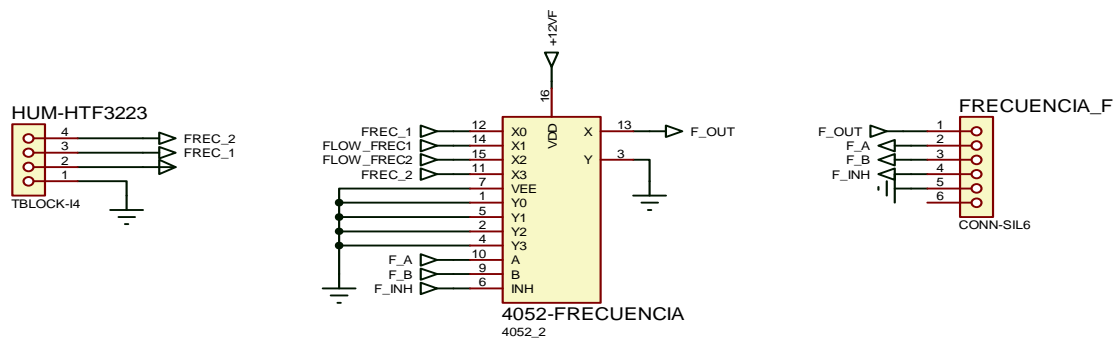 +12VF
HUM-HTF3223
4 FREC_2
3 FREC_1
2
1
TBLOCK-I4
16
VDD
FREC_1 12 X0 X 13 F_OUT
FLOW_FREC1 14 X1
FLOW_FREC2 15 X2 Y 3
FREC_2 11 X3
7 VEE
1 Y0
5 Y1
2 Y2
4 Y3
F_A 10 A
F_B 9 B
F_INH 6 INH
4052-FRECUENCIA
4052_2
FRECUENCIA_F
F_OUT 1
F_A 2
F_B 3
F_INH 4
5
6
CONN-SIL6